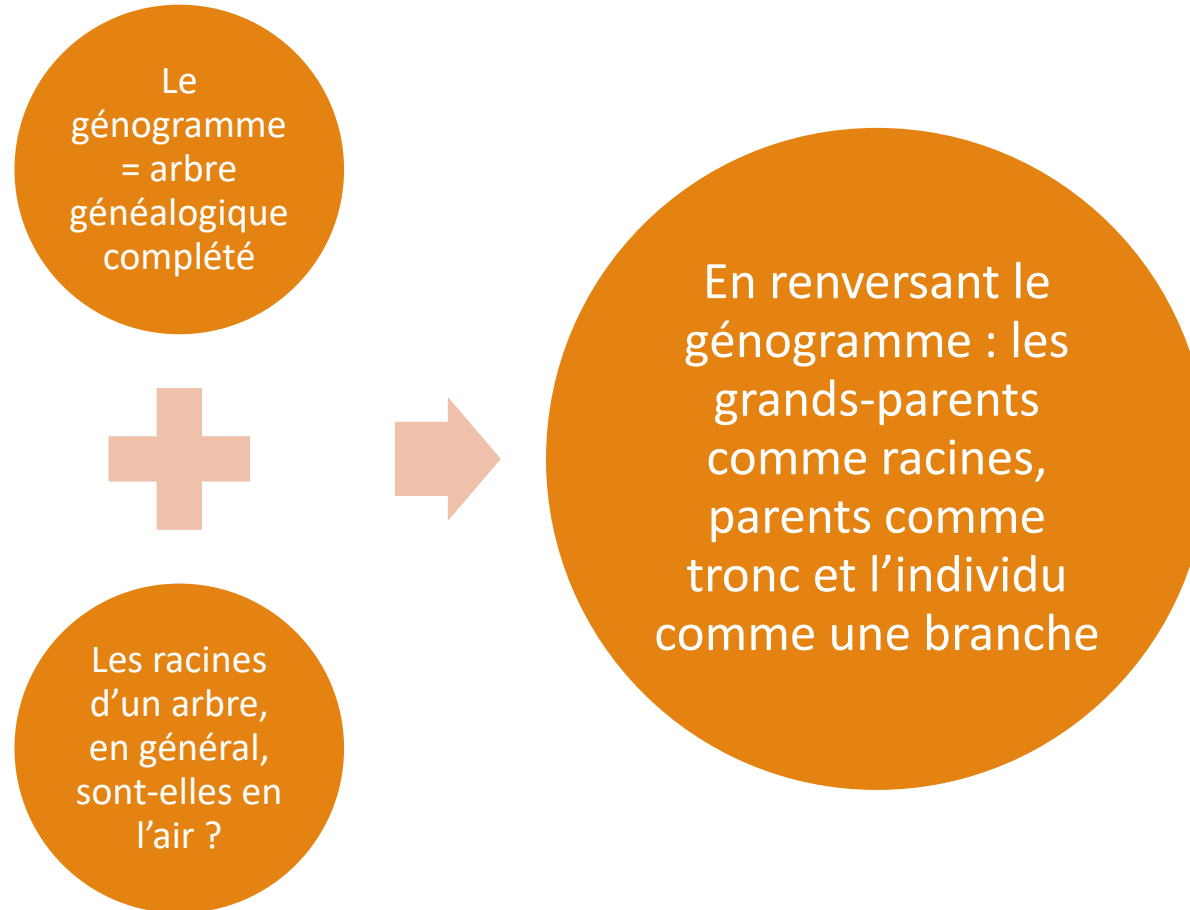 Le
génogramme
= arbre
généalogique
complété
Les racines
d’un arbre,
en général,
sont-elles en
l’air ?
En renversant le
génogramme : les
grands-parents
comme racines,
parents comme
tronc et l’individu
comme une branche